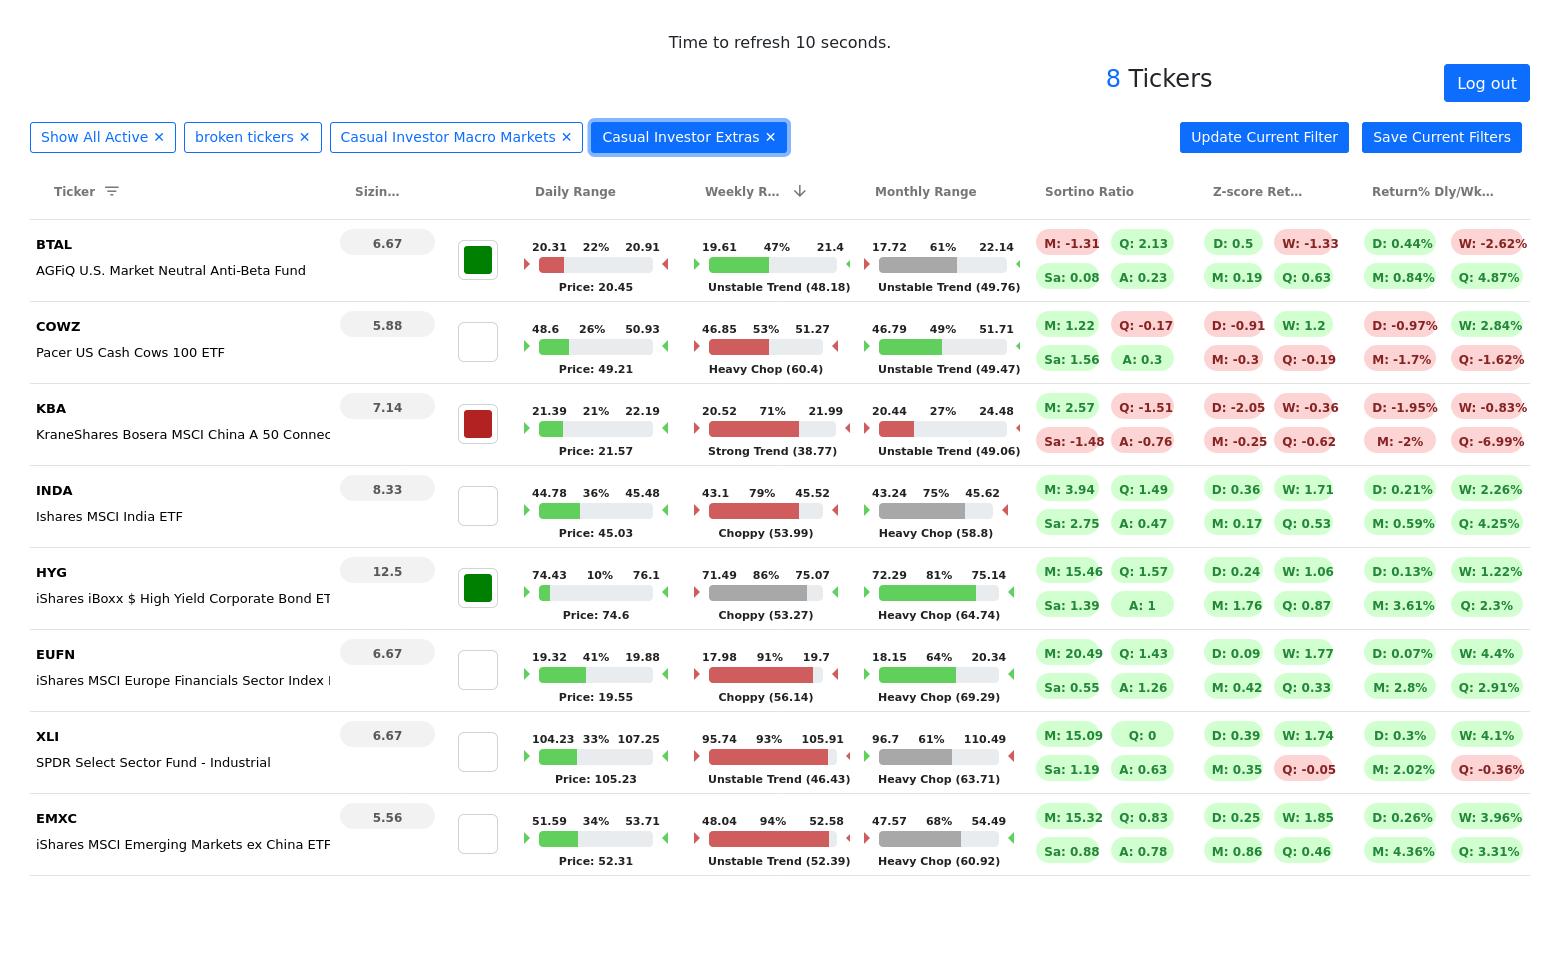 Time to refresh 10 seconds.
8 Tickers
Log out
Show All Active ✕ broken tickers ✕ Casual Investor Macro Markets ✕ Casual Investor Extras ✕ Update Current Filter Save Current Filters
Ticker Sizin... Daily Range Weekly R... Monthly Range Sortino Ratio Z-score Ret... Return% Dly/Wk...
BTAL 6.67 20.31 22% 20.91 19.61 47% 21.4 17.72 61% 22.14 M: -1.31 Q: 2.13 D: 0.5 W: -1.33 D: 0.44% W: -2.62%
AGFiQ U.S. Market Neutral Anti-Beta Fund Sa: 0.08 A: 0.23 M: 0.19 Q: 0.63 M: 0.84% Q: 4.87%
Price: 20.45 Unstable Trend (48.18) Unstable Trend (49.76)
COWZ 5.88 48.6 26% 50.93 46.85 53% 51.27 46.79 49% 51.71 M: 1.22 Q: -0.17 D: -0.91 W: 1.2 D: -0.97% W: 2.84%
Pacer US Cash Cows 100 ETF Sa: 1.56 A: 0.3 M: -0.3 Q: -0.19 M: -1.7% Q: -1.62%
Price: 49.21 Heavy Chop (60.4) Unstable Trend (49.47)
KBA 7.14 21.39 21% 22.19 20.52 71% 21.99 20.44 27% 24.48 M: 2.57 Q: -1.51 D: -2.05 W: -0.36 D: -1.95% W: -0.83%
KraneShares Bosera MSCI China A 50 Connec Sa: -1.48 A: -0.76 M: -0.25 Q: -0.62 M: -2% Q: -6.99%
Price: 21.57 Strong Trend (38.77) Unstable Trend (49.06)
INDA 8.33 44.78 36% 45.48 43.1 79% 45.52 43.24 75% 45.62 M: 3.94 Q: 1.49 D: 0.36 W: 1.71 D: 0.21% W: 2.26%
Ishares MSCI India ETF Sa: 2.75 A: 0.47 M: 0.17 Q: 0.53 M: 0.59% Q: 4.25%
Price: 45.03 Choppy (53.99) Heavy Chop (58.8)
HYG 12.5 74.43 10% 76.1 71.49 86% 75.07 72.29 81% 75.14 M: 15.46 Q: 1.57 D: 0.24 W: 1.06 D: 0.13% W: 1.22%
iShares iBoxx $ High Yield Corporate Bond ET Sa: 1.39 A: 1 M: 1.76 Q: 0.87 M: 3.61% Q: 2.3%
Price: 74.6 Choppy (53.27) Heavy Chop (64.74)
EUFN 6.67 19.32 41% 19.88 17.98 91% 19.7 18.15 64% 20.34 M: 20.49 Q: 1.43 D: 0.09 W: 1.77 D: 0.07% W: 4.4%
iShares MSCI Europe Financials Sector Index Sa: 0.55 A: 1.26 M: 0.42 Q: 0.33 M: 2.8% Q: 2.91%
Price: 19.55 Choppy (56.14) Heavy Chop (69.29)
XLI 6.67 104.23 33% 107.25 95.74 93% 105.91 96.7 61% 110.49 M: 15.09 Q: 0 D: 0.39 W: 1.74 D: 0.3% W: 4.1%
SPDR Select Sector Fund - Industrial Sa: 1.19 A: 0.63 M: 0.35 Q: -0.05 M: 2.02% Q: -0.36%
Price: 105.23 Unstable Trend (46.43) Heavy Chop (63.71)
EMXC 5.56 51.59 34% 53.71 48.04 94% 52.58 47.57 68% 54.49 M: 15.32 Q: 0.83 D: 0.25 W: 1.85 D: 0.26% W: 3.96%
iShares MSCI Emerging Markets ex China ETF Sa: 0.88 A: 0.78 M: 0.86 Q: 0.46 M: 4.36% Q: 3.31%
Price: 52.31 Unstable Trend (52.39) Heavy Chop (60.92)